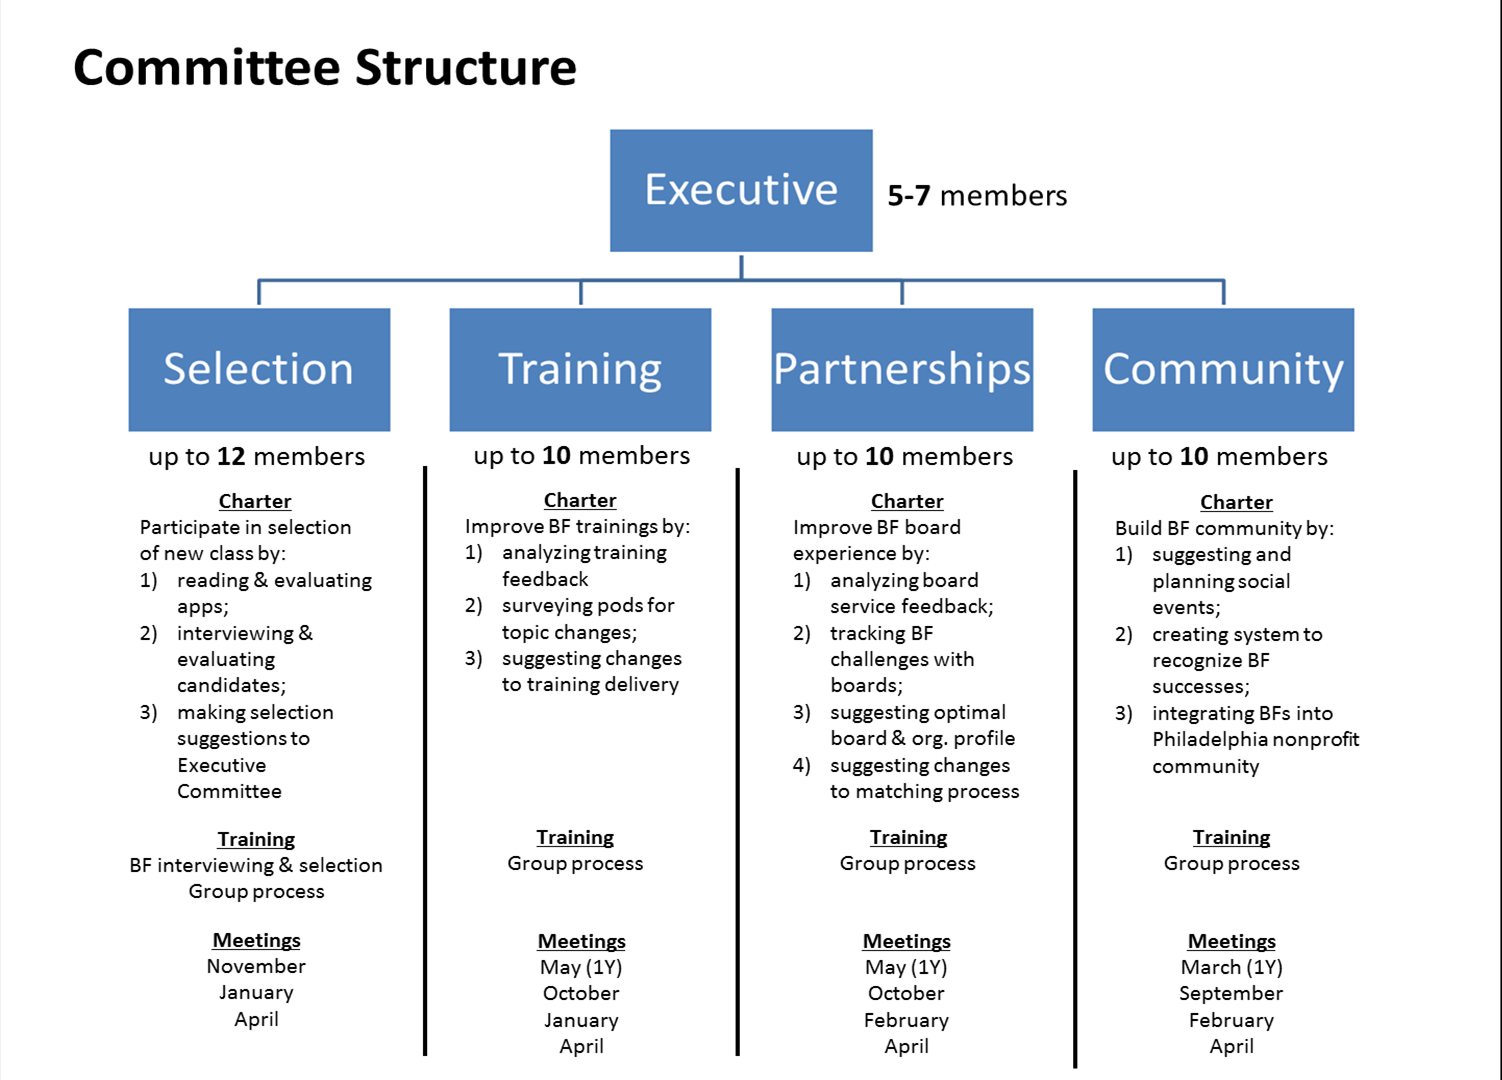 Committee Structure
Executive
5-7 members
Selection
Training
Partnerships
Community
up to 12 members
Charter
Participate in selection
of new class by:
1) reading & evaluating
apps;
2) interviewing &
evaluating
candidates;
3) making selection
suggestions to
Executive
Committee
Training
BF interviewing & selection
Group process
Meetings
November
January
April
up to 10 members
Charter
Improve BF trainings by:
1) analyzing training
feedback
2) surveying pods for
topic changes;
3) suggesting changes
to training delivery
Training
Group process
Meetings
May (1Y)
October
January
April
up to 10 members
Charter
Improve BF board
experience by:
1) analyzing board
service feedback;
2) tracking BF
challenges with
boards;
3) suggesting optimal
board & org. profile
4) suggesting changes
to matching process
Training
Group process
Meetings
May (1Y)
October
February
April
up to 10 members
Charter
Build BF community by:
1) suggesting and
planning social
events;
2) creating system to
recognize BF
successes;
3) integrating BFs into
Philadelphia nonprofit
community
Training
Group process
Meetings
March (1Y)
September
February
April